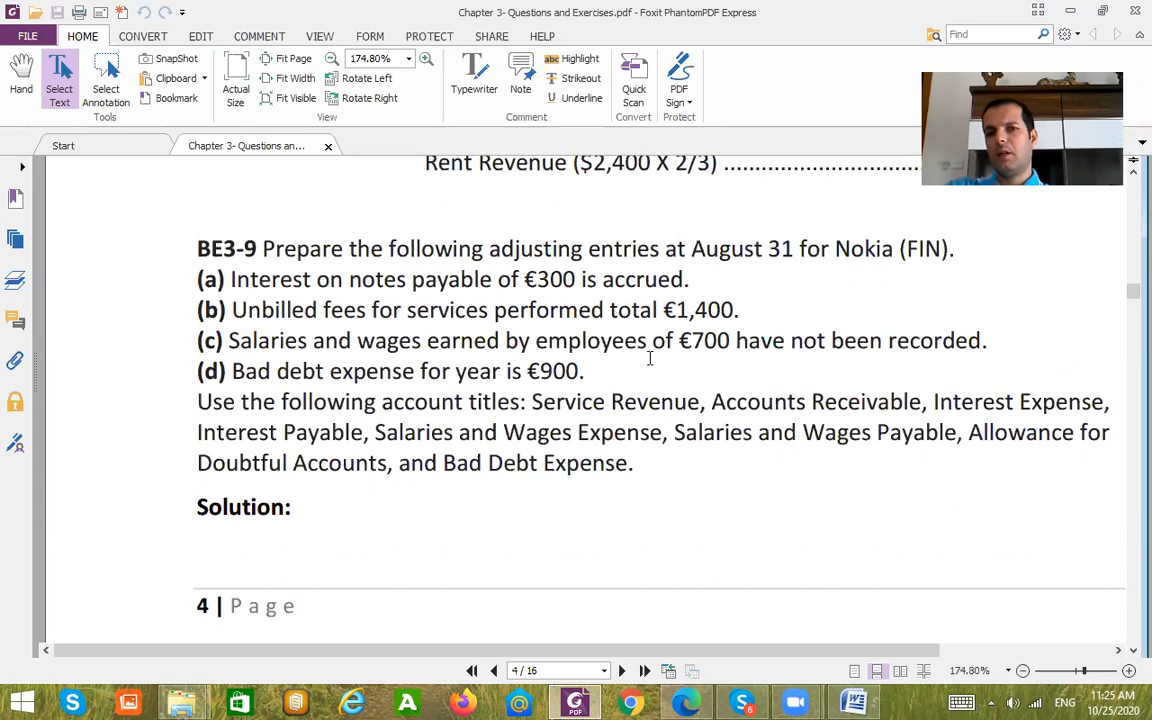 Chapter 3- Questions and Exercises.pdf - Foxit PhantomPDF Express
FILE HOME CONVERT EDIT COMMENT VIEW FORM PROTECT SHARE HELP Find
Hand
Select Text
SnapShot
Clipboard
Bookmark
Select Annotation
Tools
Actual Size
Fit Page
Fit Width
Fit Visible
174.80%
Rotate Left
Rotate Right
View
Typewriter
Note
Highlight
Strikeout
Underline
Comment
Quick Scan
Convert
PDF Sign
Protect
Start Chapter 3- Questions an...
Rent Revenue ($2,400 X 2/3) ................................
BE3-9 Prepare the following adjusting entries at August 31 for Nokia (FIN).
(a) Interest on notes payable of €300 is accrued.
(b) Unbilled fees for services performed total €1,400.
(c) Salaries and wages earned by employees of €700 have not been recorded.
(d) Bad debt expense for year is €900.
Use the following account titles: Service Revenue, Accounts Receivable, Interest Expense,
Interest Payable, Salaries and Wages Expense, Salaries and Wages Payable, Allowance for
Doubtful Accounts, and Bad Debt Expense.
Solution:
4 | P a g e
4 / 16 174.80%
ENG
11:25 AM
10/25/2020